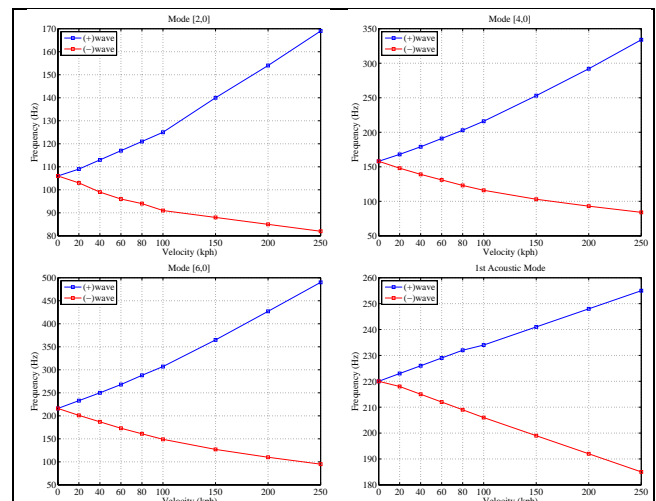 Mode [2,0]
170
160
150
140
130
120
110
100
90
80
Frequency (Hz)
(+)wave
(−)wave
0 20 40 60 80 100 150 200 250
Velocity (kph)
Mode [4,0]
350
300
250
200
150
100
50
Frequency (Hz)
(+)wave
(−)wave
0 20 40 60 80 100 150 200 250
Velocity (kph)
Mode [6,0]
500
450
400
350
300
250
200
150
100
50
Frequency (Hz)
(+)wave
(−)wave
0 20 40 60 80 100 150 200 250
Velocity (kph)
1st Acoustic Mode
260
250
240
230
220
210
200
190
180
Frequency (Hz)
(+)wave
(−)wave
0 20 40 60 80 100 150 200 250
Velocity (kph)